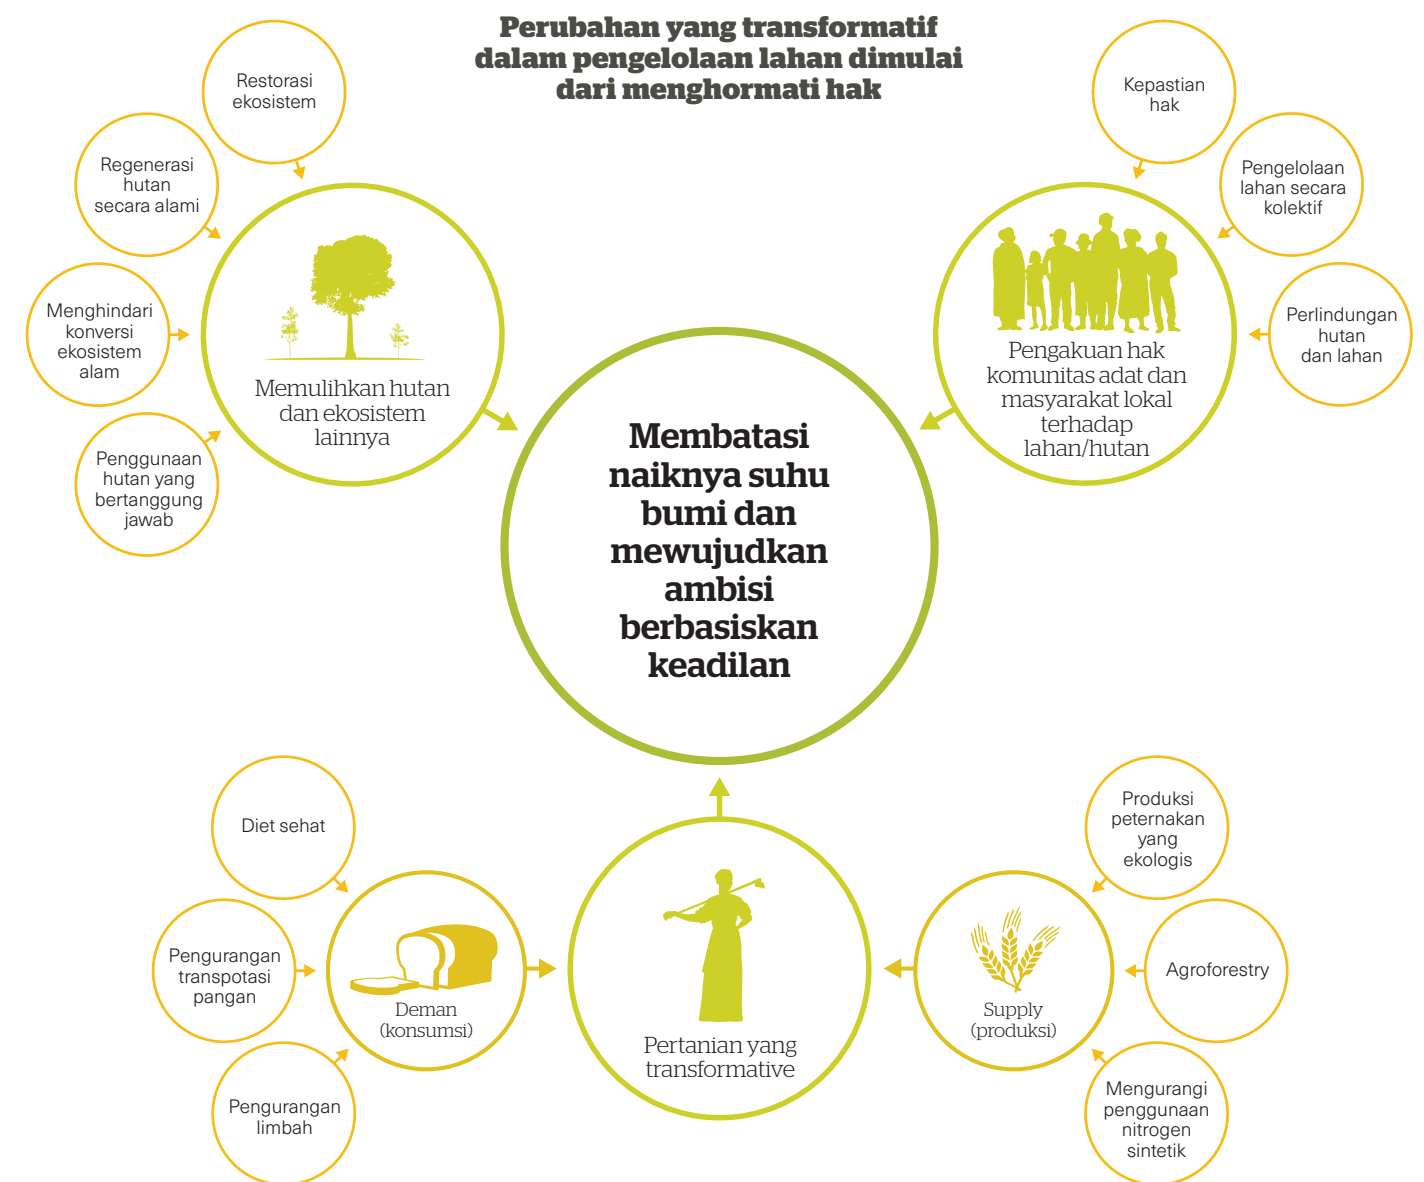 Perubahan yang transformatif
dalam pengelolaan lahan dimulai
dari menghormati hak
Restorasi
ekosistem
Regenerasi
hutan
secara alami
Menghindari
konversi
ekosistem
alam
Penggunaan
hutan yang
bertanggung
jawab
Memulihkan hutan
dan ekosistem
lainnya
Kepastian
hak
Pengelolaan
lahan secara
kolektif
Perlindungan
hutan
dan lahan
Pengakuan hak
komunitas adat dan
masyarakat lokal
terhadap
lahan/hutan
Membatasi
naiknya suhu
bumi dan
mewujudkan
ambisi
berbasiskan
keadilan
Diet sehat
Pengurangan
transpotasi
pangan
Pengurangan
limbah
Deman
(konsumsi)
Pertanian yang
transformative
Supply
(produksi)
Produksi
peternakan
yang
ekologis
Agroforestry
Mengurangi
penggunaan
nitrogen
sintetik